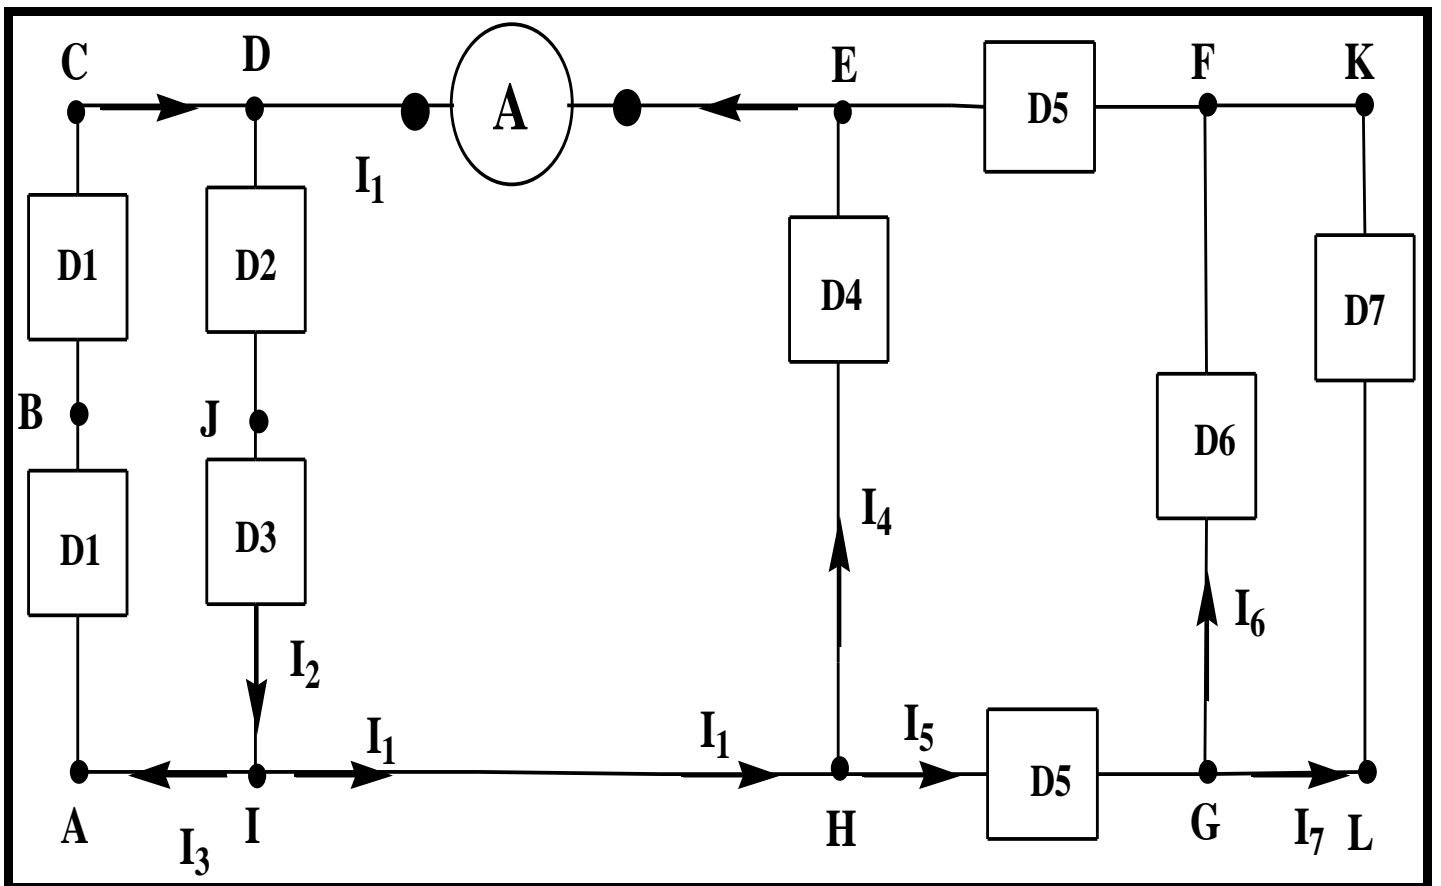 C D E F K
A
D5
I1
D1 D2 D4 D7
B J
D6
D1 D3
I4
I6
I2
I1 I1 I5
D5
A I H G L
I3 I7